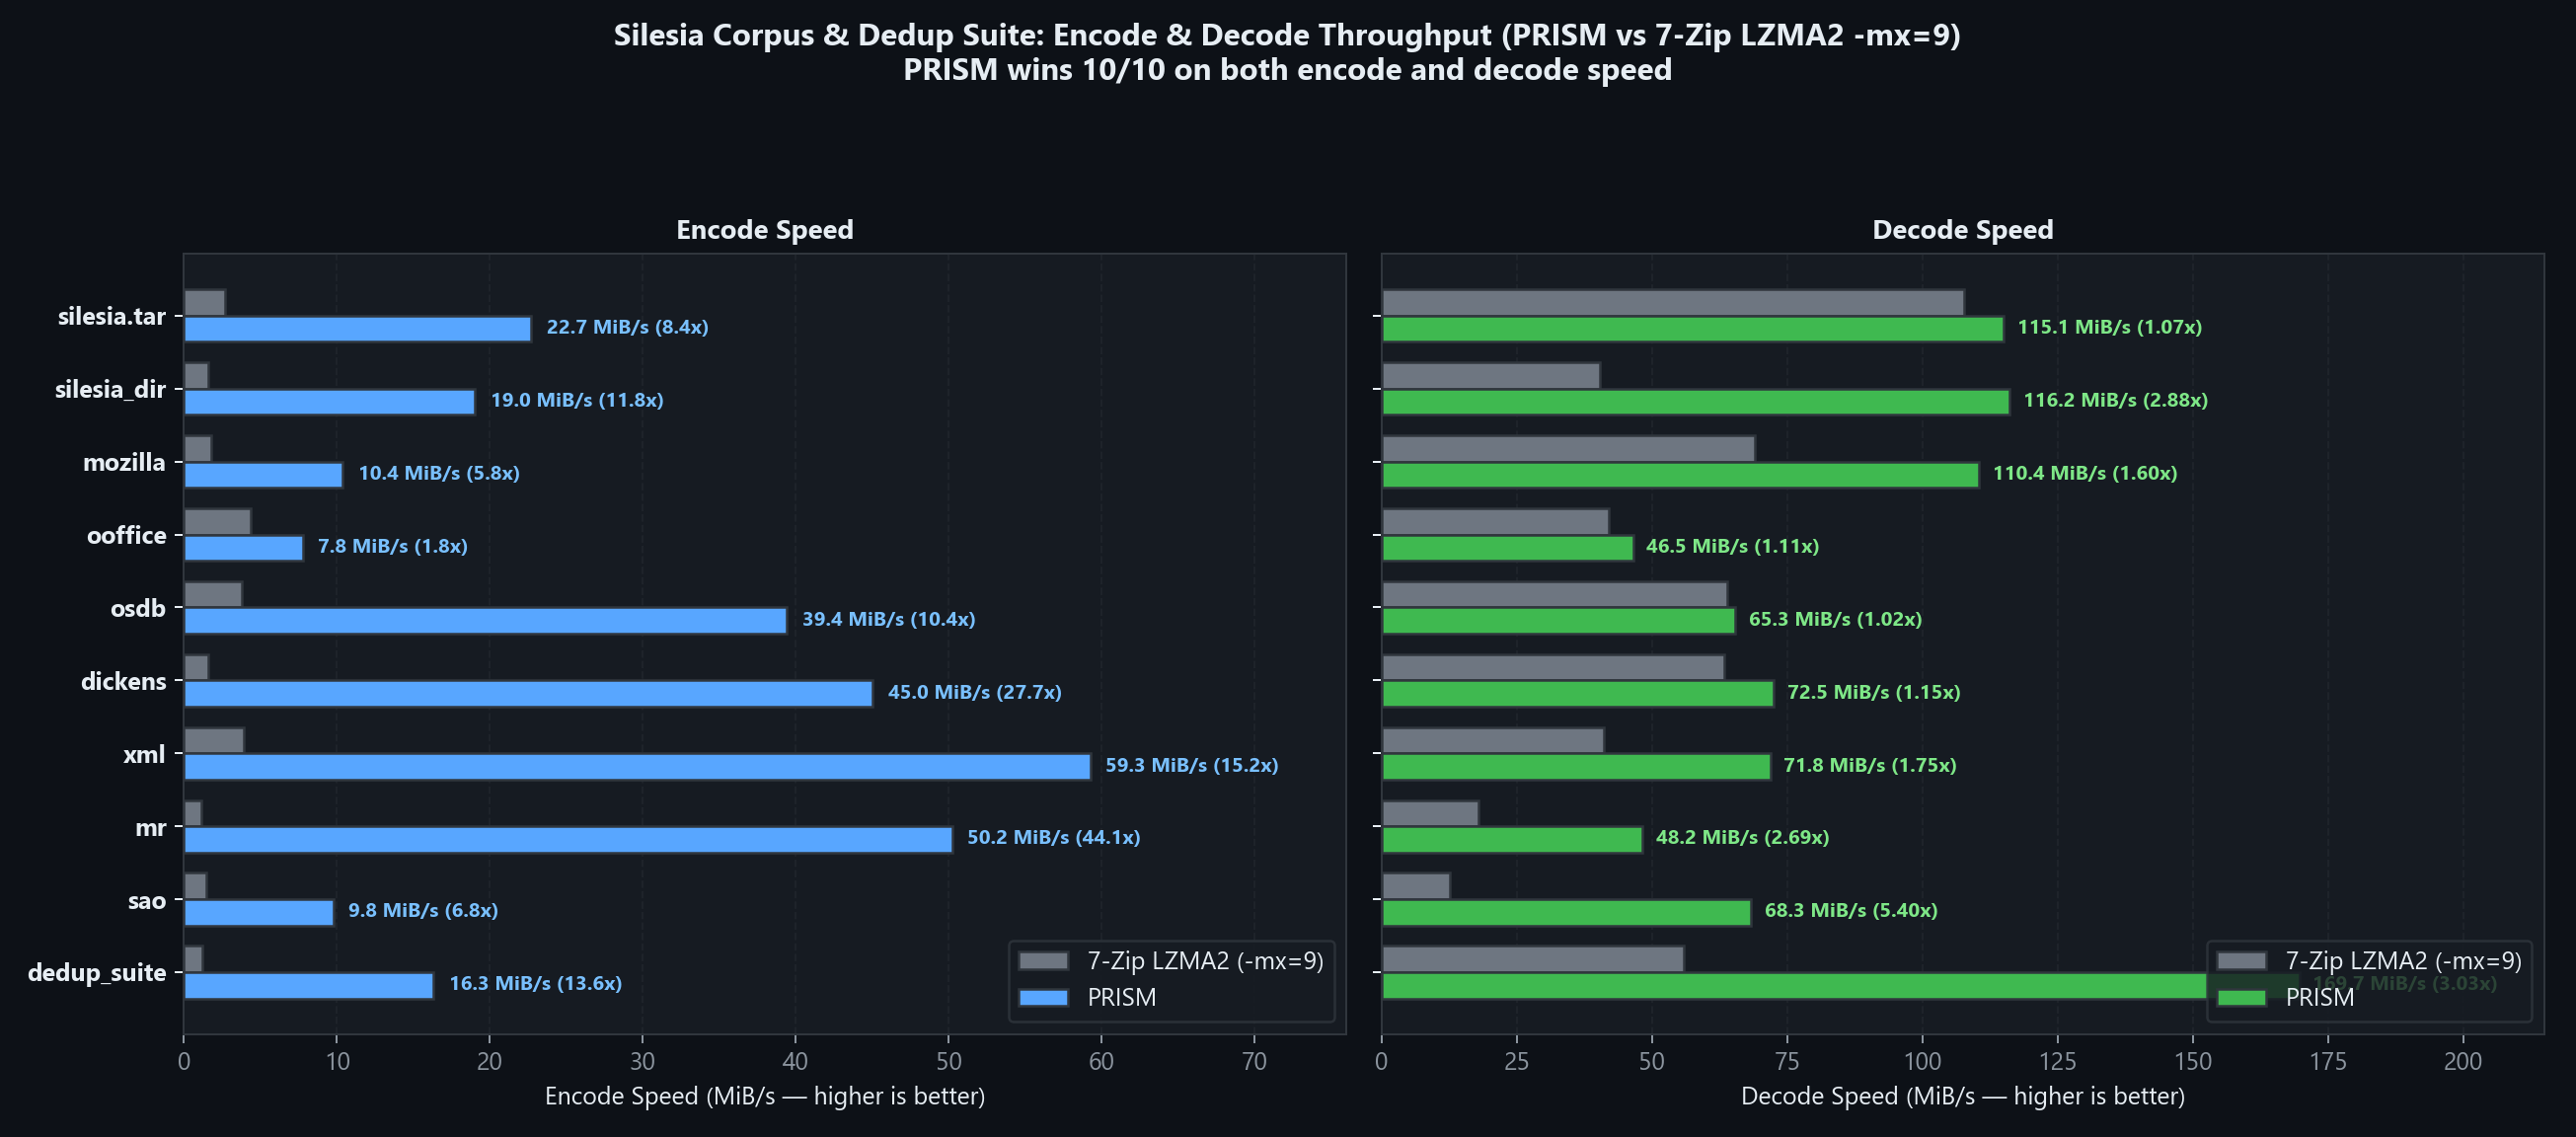 Silesia Corpus & Dedup Suite: Encode & Decode Throughput (PRISM vs 7-Zip LZMA2 -mx=9)
PRISM wins 10/10 on both encode and decode speed
Encode Speed
silesia.tar
22.7 MiB/s (8.4x)
silesia_dir
19.0 MiB/s (11.8x)
mozilla
10.4 MiB/s (5.8x)
ooffice
7.8 MiB/s (1.8x)
osdb
39.4 MiB/s (10.4x)
dickens
45.0 MiB/s (27.7x)
xml
59.3 MiB/s (15.2x)
mr
50.2 MiB/s (44.1x)
sao
9.8 MiB/s (6.8x)
dedup_suite
16.3 MiB/s (13.6x)
7-Zip LZMA2 (-mx=9)
PRISM
0 10 20 30 40 50 60 70
Encode Speed (MiB/s — higher is better)
Decode Speed
115.1 MiB/s (1.07x)
116.2 MiB/s (2.88x)
110.4 MiB/s (1.60x)
46.5 MiB/s (1.11x)
65.3 MiB/s (1.02x)
72.5 MiB/s (1.15x)
71.8 MiB/s (1.75x)
48.2 MiB/s (2.69x)
68.3 MiB/s (5.40x)
7-Zip LZMA2 (-mx=9)
169.7 MiB/s (3.03x)
PRISM
0 25 50 75 100 125 150 175 200
Decode Speed (MiB/s — higher is better)